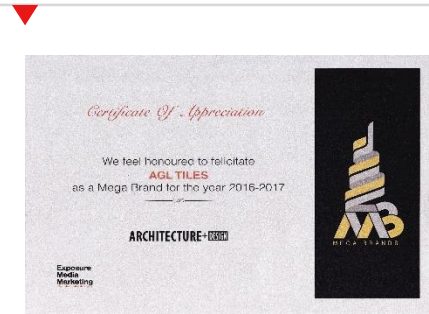 Certificate Of Appreciation
We feel honoured to felicitate
AGL TILES
as a Mega Brand for the year 2016-2017
ARCHITECTURE+DESIGN
Exposure
Media
Marketing
MB
MEGA BRANDS